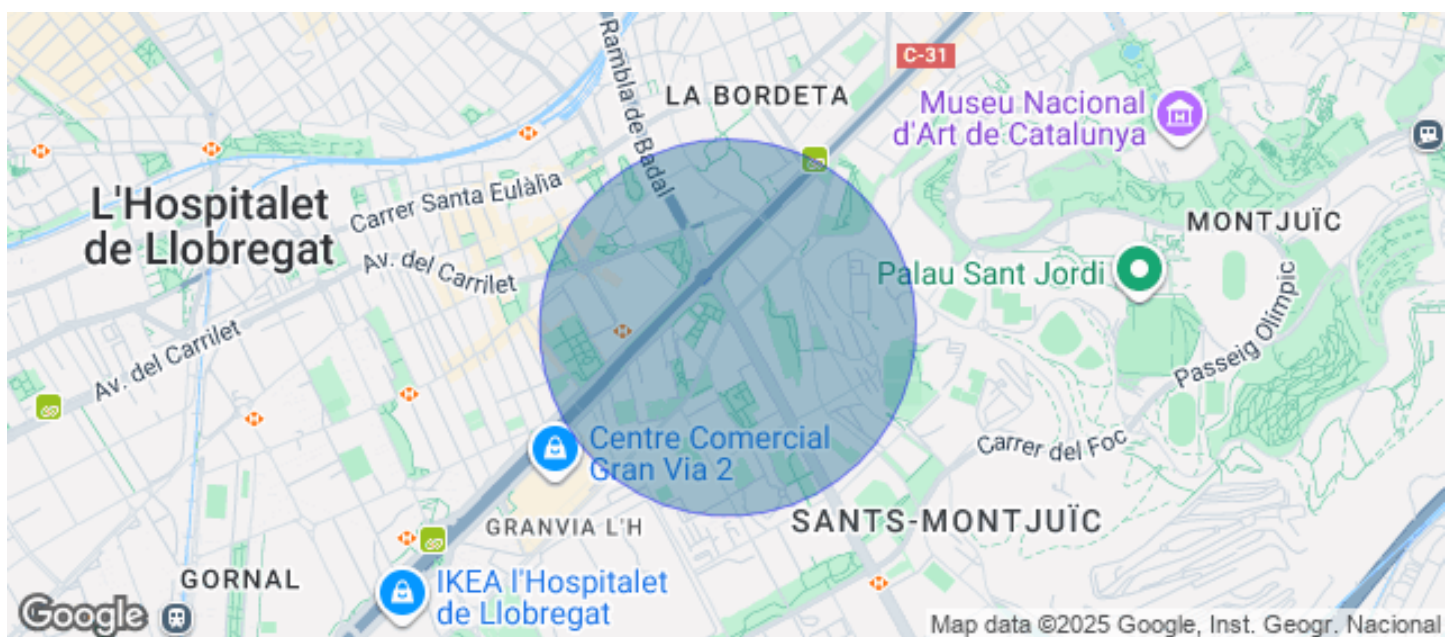 C-31
Rambla de Badal
LA BORDETA
Museu Nacional
d'Art de Catalunya
L'Hospitalet
de Llobregat
Carrer Santa Eulàlia
Av. del Carrilet
MONTJUÏC
Palau Sant Jordi
Passeig Olímpic
Av. del Carrilet
Centre Comercial
Gran Via 2
Carrer del Foc
GRANVIA L'H
SANTS-MONTJUÏC
GORNAL
IKEA l'Hospitalet
de Llobregat
Google
Map data ©2025 Google, Inst. Geogr. Nacional